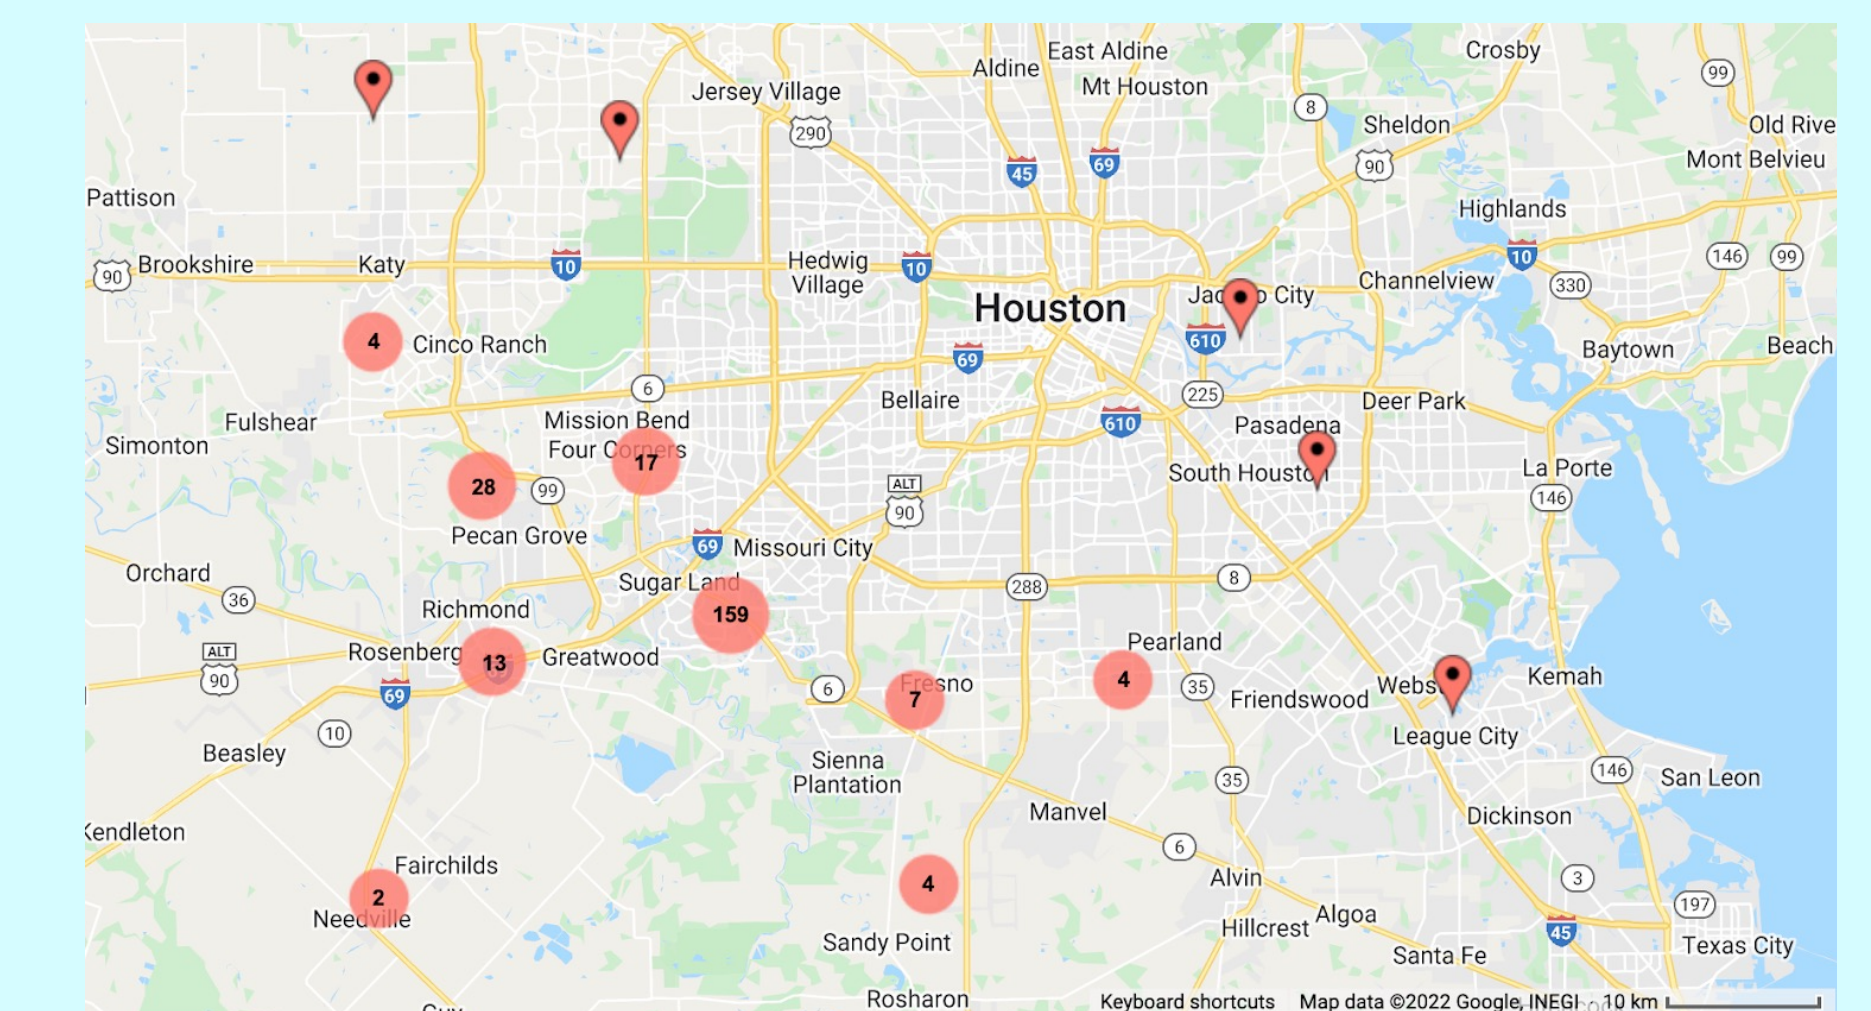 East Aldine
Crosby
Aldine
99
Mt Houston
Jersey Village
8
290
Sheldon
Old Rive
90
Mont Belvieu
45
69
Pattison
Highlands
90
Brookshire
Katy
10
Hedwig
Village
10
10
146
99
Channelview
330
Houston
City
610
4
Cinco Ranch
69
Baytown
Beach
6
Bellaire
225
Deer Park
Fulshear
Mission Bend
610
Pasadena
Simonton
Four Corners
17
South Houston
La Porte
28
99
ALT
90
146
Pecan Grove
69
Missouri City
Orchard
Sugar Land
288
8
36
Richmond
159
ALT
90
Rosenberg
13
Greatwood
Pearland
69
6
Fresno
7
4
35
Friendswood
Webs
Kemah
10
League City
Beasley
Sienna
Plantation
35
146
San Leon
Manvel
Dickinson
Kendleton
6
Fairchilds
2
Needville
4
Alvin
3
Algoa
197
Hillcrest
45
Sandy Point
Santa Fe
Texas City
Rosharon
Keyboard shortcuts
Map data ©2022 Google, INEGI
10 km